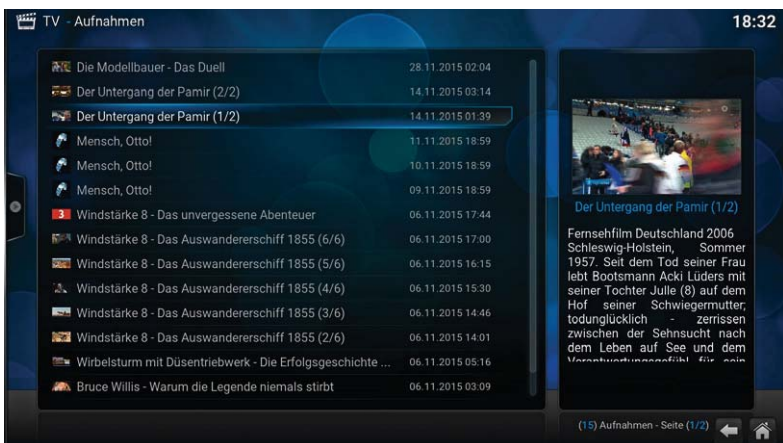 TV - Aufnahmen
18:32
Die Modellbauer - Das Duell 28.11.2015 02:04
Der Untergang der Pamir (2/2) 14.11.2015 03:14
Der Untergang der Pamir (1/2) 14.11.2015 01:39
Mensch, Otto! 11.11.2015 18:59
Mensch, Otto! 10.11.2015 18:59
Mensch, Otto! 09.11.2015 18:59
3 Windstärke 8 - Das unvergessene Abenteuer 06.11.2015 17:44
Windstärke 8 - Das Auswandererschiff 1855 (6/6) 06.11.2015 17:00
Windstärke 8 - Das Auswandererschiff 1855 (5/6) 06.11.2015 16:15
Windstärke 8 - Das Auswandererschiff 1855 (4/6) 06.11.2015 15:30
Windstärke 8 - Das Auswandererschiff 1855 (3/6) 06.11.2015 14:46
Windstärke 8 - Das Auswandererschiff 1855 (2/6) 06.11.2015 14:01
Wirbelsturm mit Düsentriebwerk - Die Erfolgsgeschichte ... 06.11.2015 05:16
Bruce Willis - Warum die Legende niemals stirbt 06.11.2015 03:09
Der Untergang der Pamir (1/2)
Fernsehfilm Deutschland 2006
Schleswig-Holstein, Sommer
1957. Seit dem Tod seiner Frau
lebt Bootsmann Acki Lüders mit
seiner Tochter Julle (8) auf dem
Hof seiner Schwiegermutter;
todunglücklich - zerrissen
zwischen der Sehnsucht nach
dem Leben auf See und dem
Verantwortungsgefühl für sein
(15) Aufnahmen - Seite (1/2)